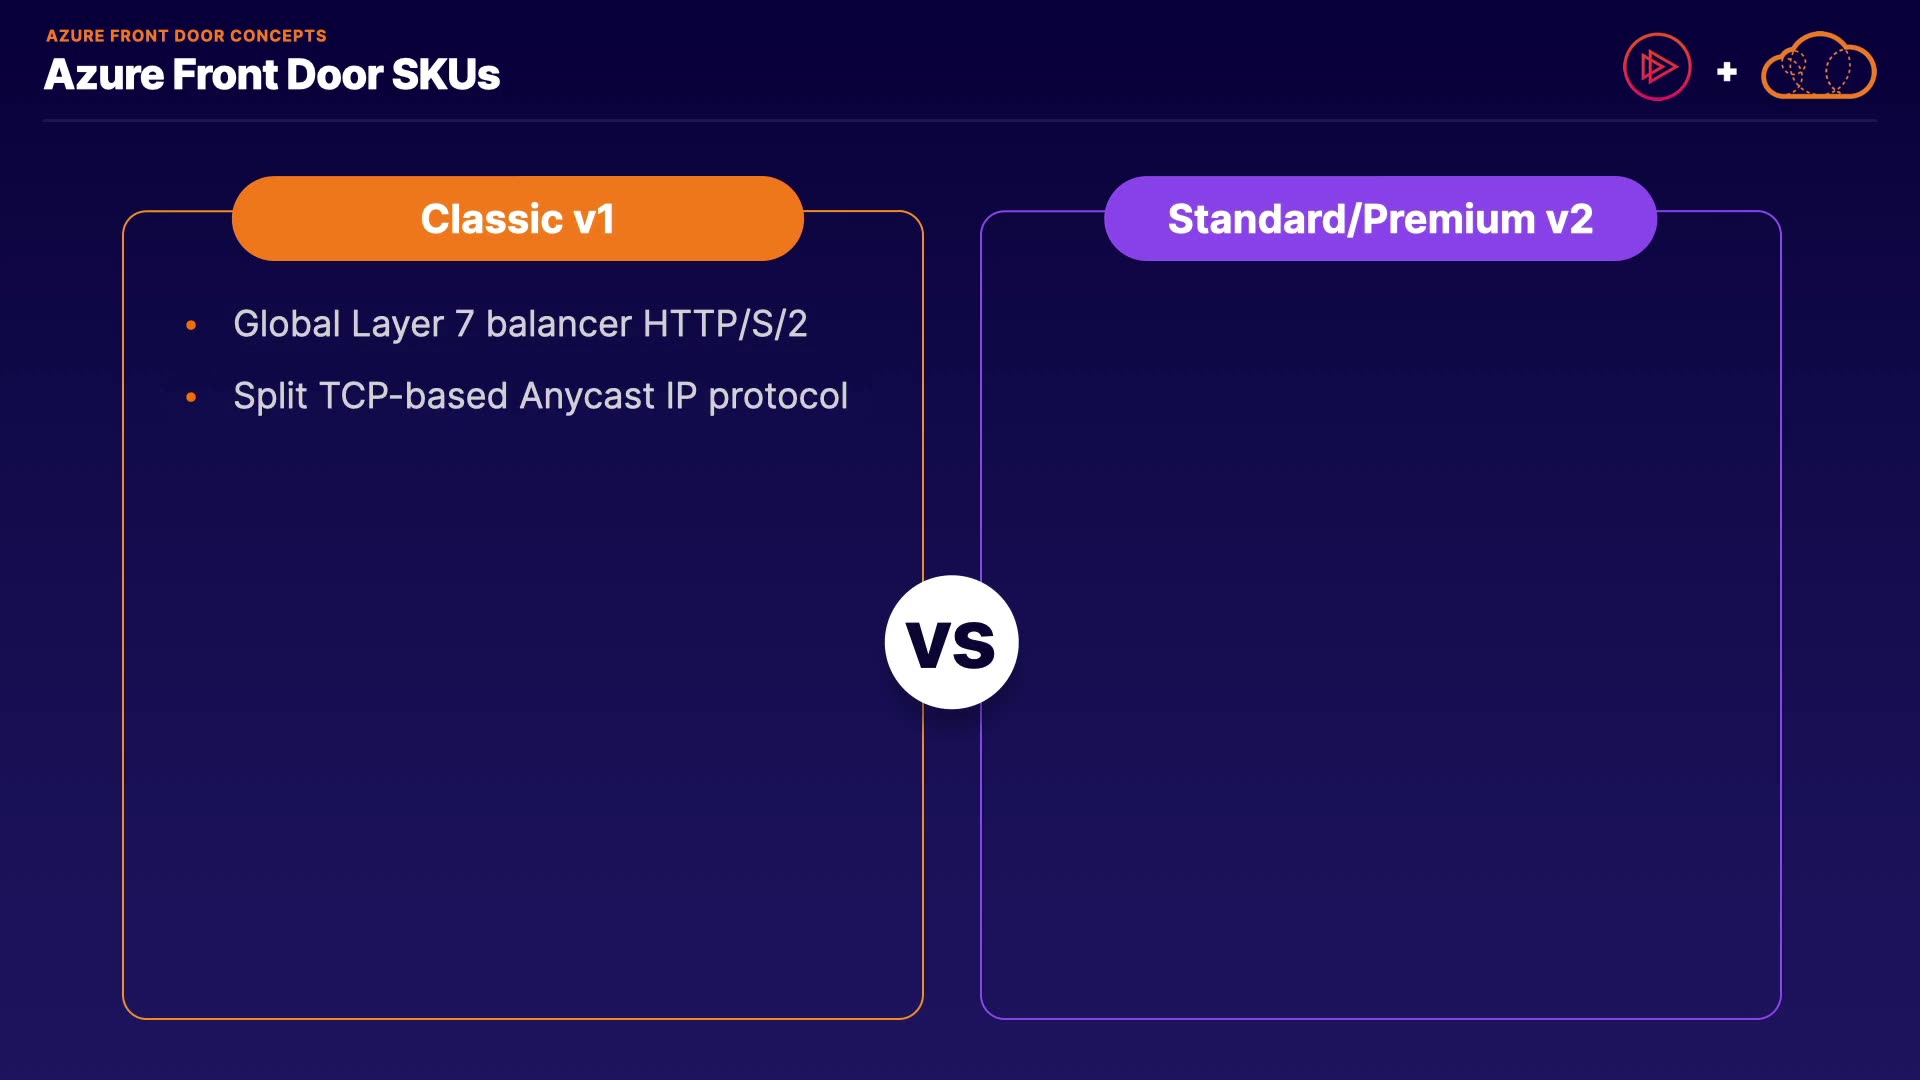 AZURE FRONT DOOR CONCEPTS
Azure Front Door SKUs
+
Classic v1
• Global Layer 7 balancer HTTP/S/2
• Split TCP-based Anycast IP protocol
VS
Standard/Premium v2